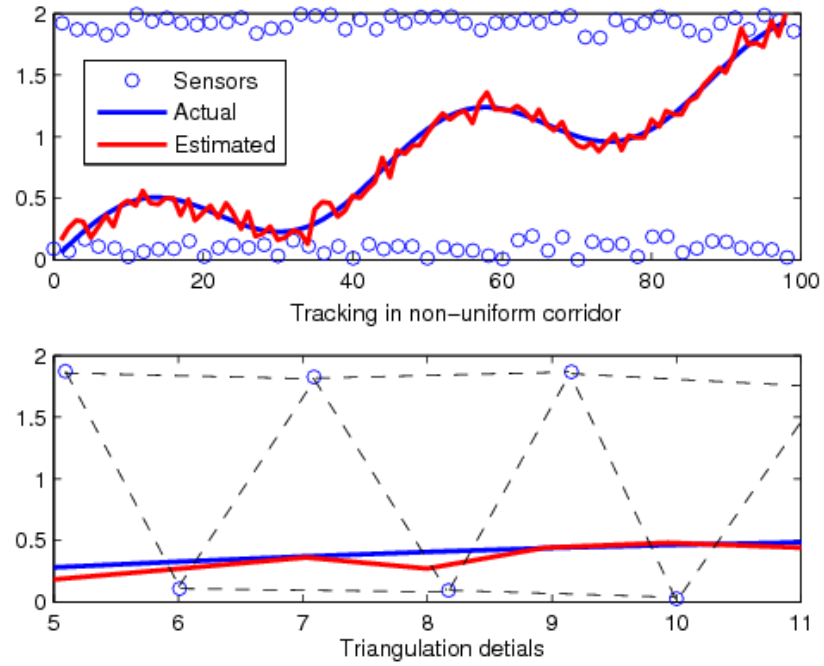 2
1.5
1
0.5
0
Sensors
Actual
Estimated
0 20 40 60 80 100
Tracking in non-uniform corridor
2
1.5
1
0.5
0
5 6 7 8 9 10 11
Triangulation detials